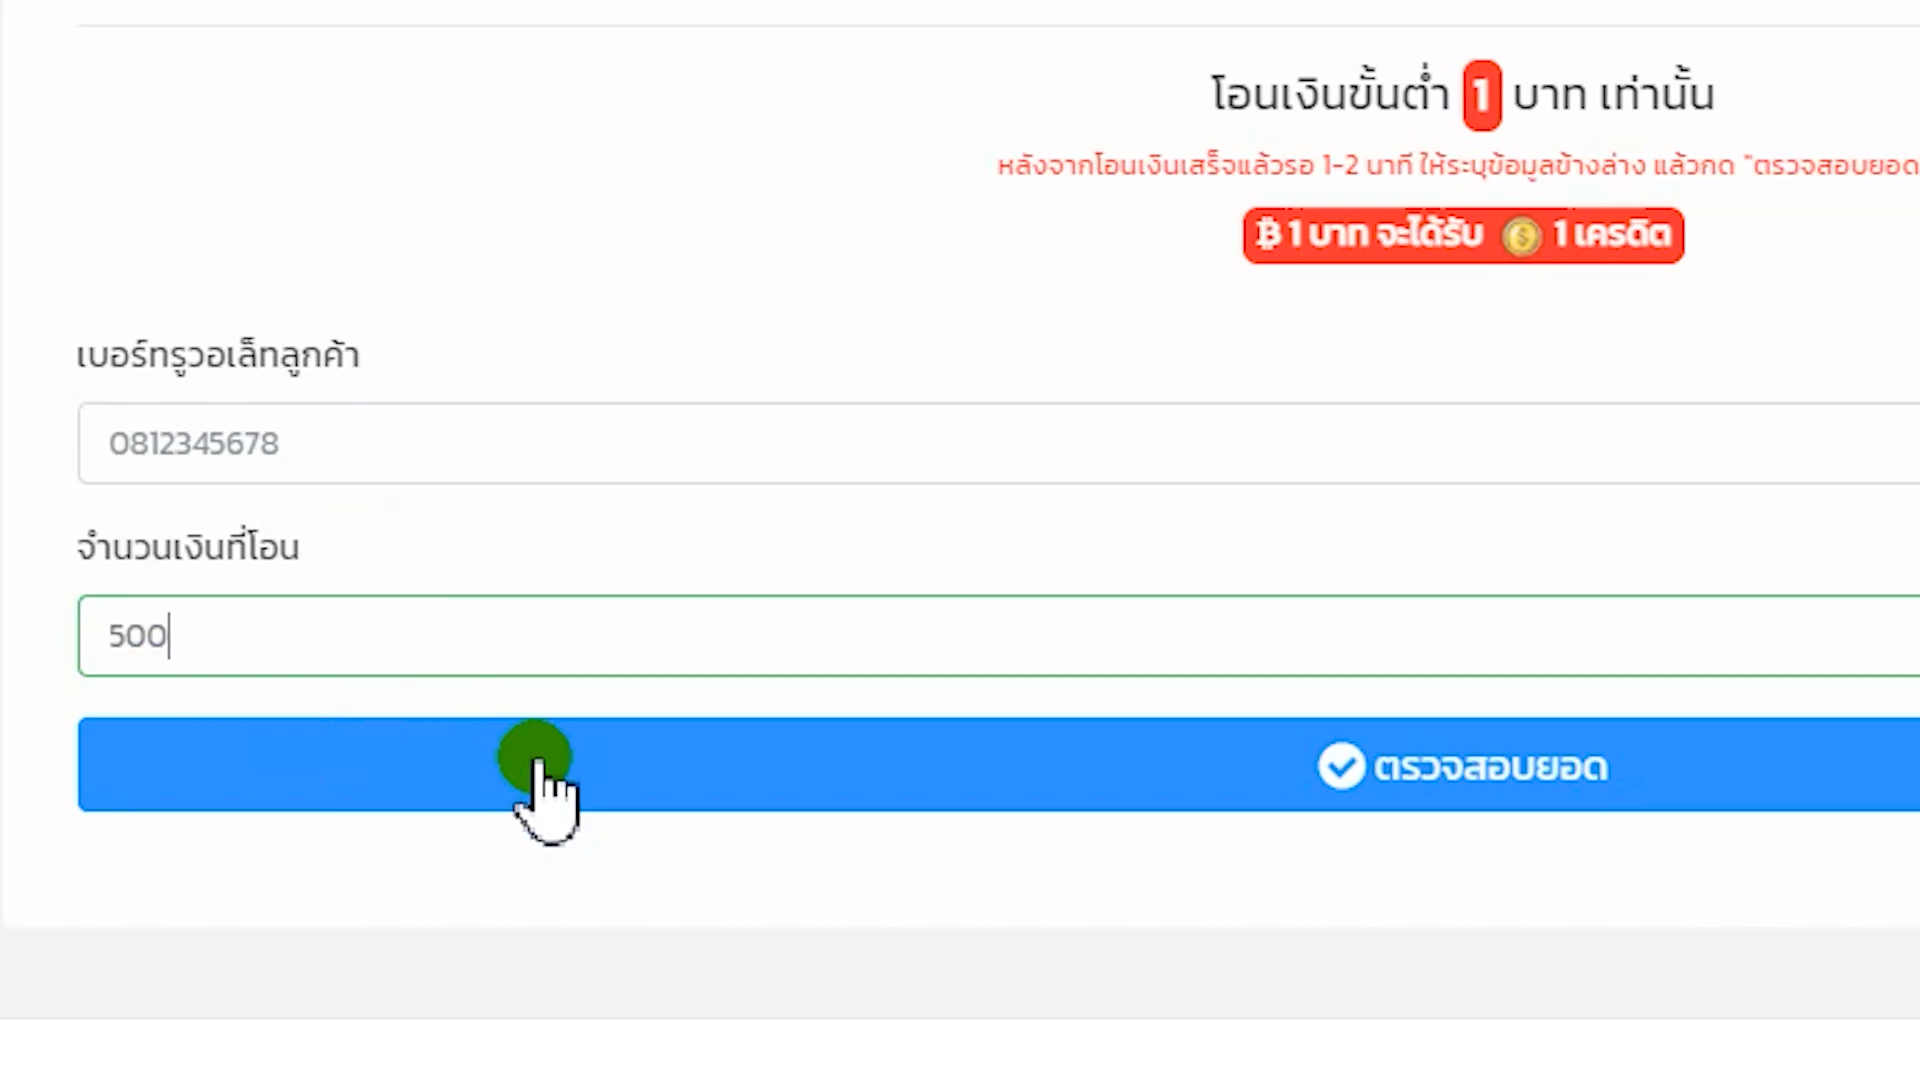 โอนเงินขั้นต่ำ 1 บาท เท่านั้น
หลังจากโอนเงินเสร็จแล้วรอ 1-2 นาที ให้ระบุข้อมูลข้างล่าง แล้วกด "ตรวจสอบยอด
฿ 1 บาท จะได้รับ $ 1 เครดิต
เบอร์ทรูวอเล็ทลูกค้า
0812345678
จำนวนเงินที่โอน
500
ตรวจสอบยอด